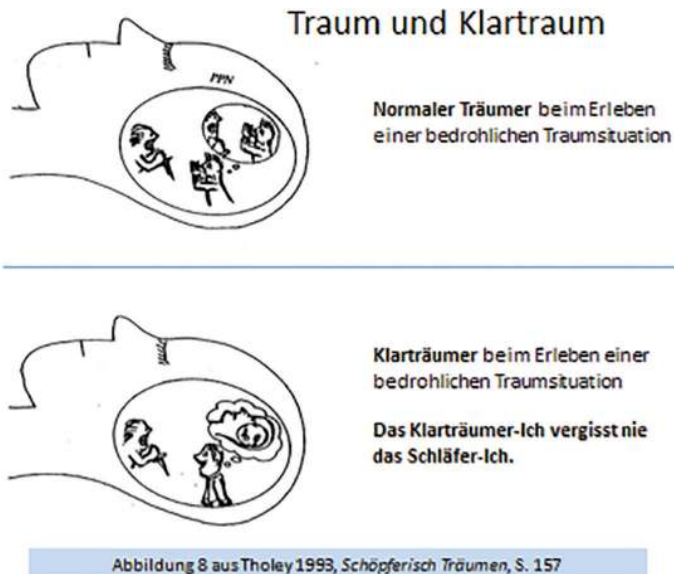 Traum und Klartraum
PPN
Normaler Träumer beim Erleben
einer bedrohlichen Traumsituation
Klarträumer beim Erleben einer
bedrohlichen Traumsituation
Das Klarträumer-Ich vergisst nie
das Schläfer-Ich.
Abbildung 8 aus Tholey 1993, Schöpferisch Träumen, S. 157